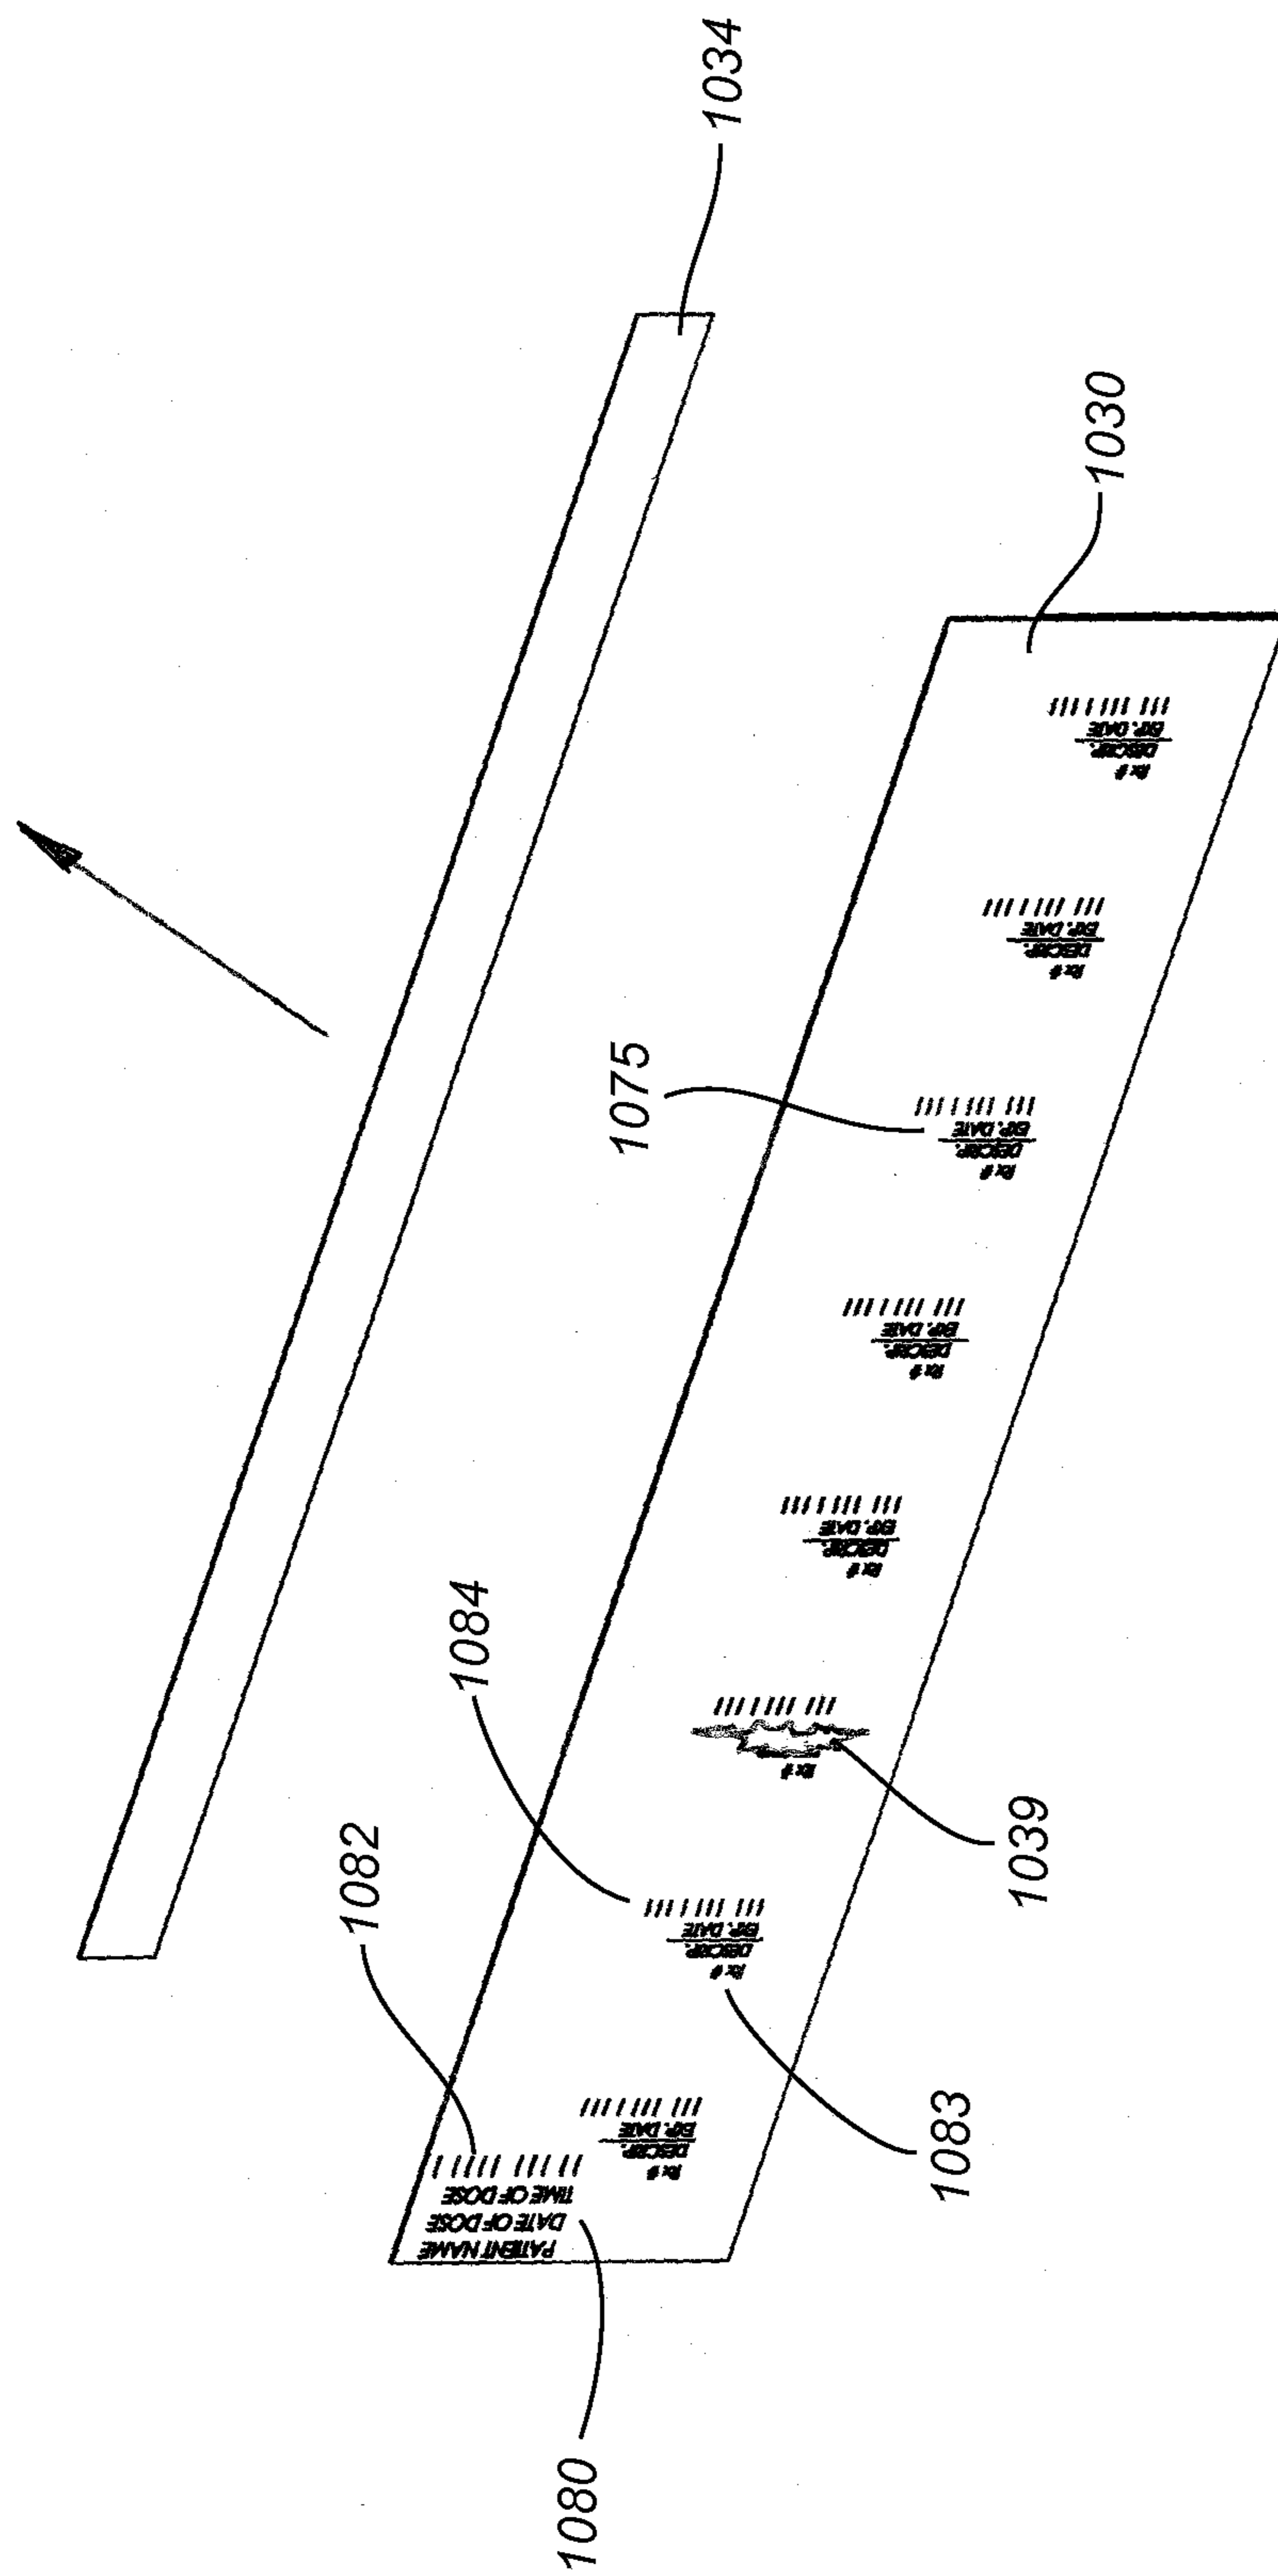 1034
1075
1084
1082
1080
PATIENT NAME
DATE OF DOSE
TIME OF DOSE
Rx #
DESCRIP.
EXP. DATE
Rx #
DESCRIP.
EXP. DATE
Rx #
Rx #
DESCRIP.
EXP. DATE
Rx #
DESCRIP.
EXP. DATE
Rx #
DESCRIP.
EXP. DATE
Rx #
DESCRIP.
EXP. DATE
Rx #
DESCRIP.
EXP. DATE
1083
1039
1030